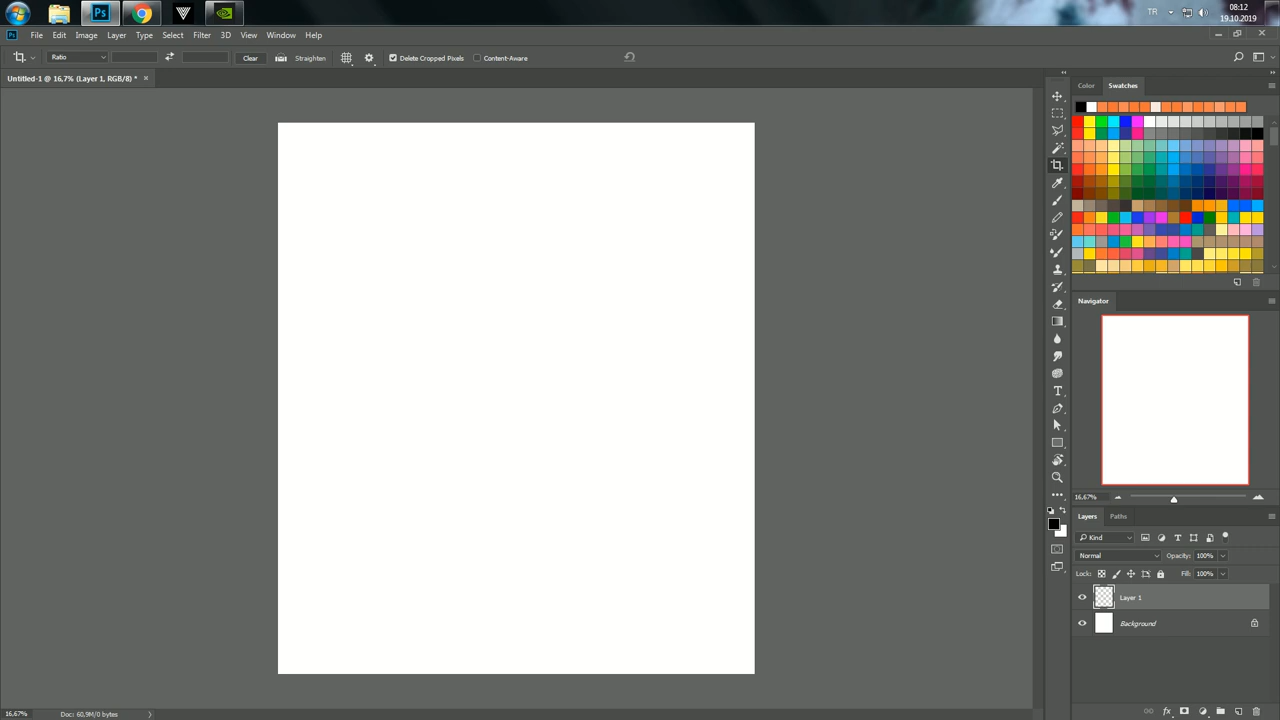 TR
08:12
19.10.2019
Ps
File Edit Image Layer Type Select Filter 3D View Window Help
Ratio Clear Straighten Delete Cropped Pixels Content-Aware
Untitled-1 @ 16,7% (Layer 1, RGB/8) * ×
Color Swatches
Navigator
16,67%
Layers Paths
Kind
Normal Opacity: 100%
Lock: Fill: 100%
Layer 1
Background
16,67% Doc: 60,9M/0 bytes